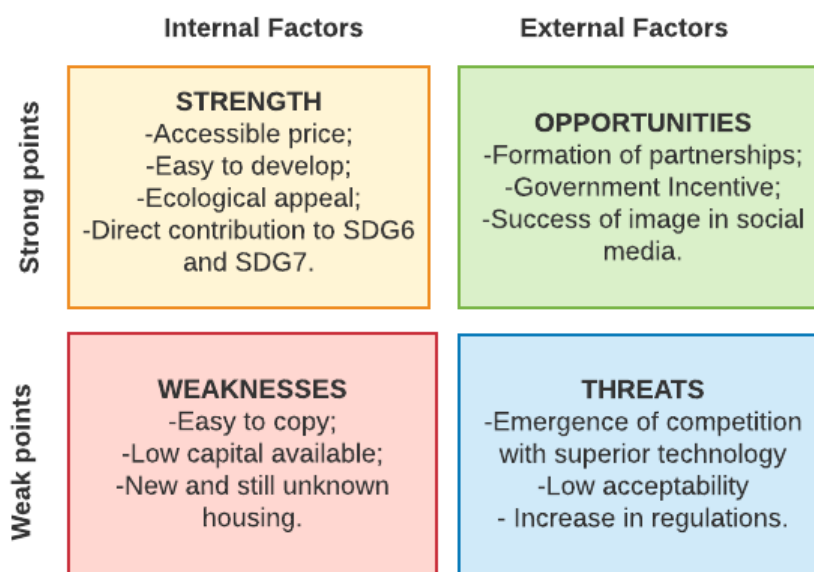 Internal Factors
External Factors
Strong points
STRENGTH
-Accessible price;
-Easy to develop;
-Ecological appeal;
-Direct contribution to SDG6
and SDG7.
OPPORTUNITIES
-Formation of partnerships;
-Government Incentive;
-Success of image in social
media.
Weak points
WEAKNESSES
-Easy to copy;
-Low capital available;
-New and still unknown
housing.
THREATS
-Emergence of competition
with superior technology
-Low acceptability
- Increase in regulations.